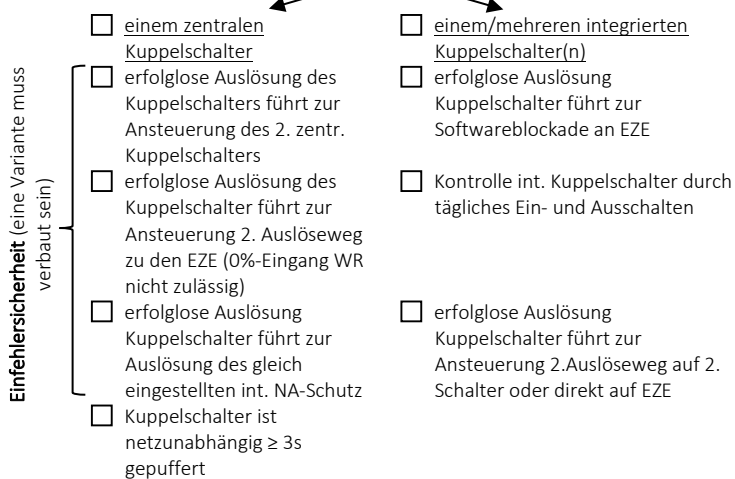 einem zentralen
Kuppelschalter
erfolglose Auslösung des
Kuppelschalters führt zur
Ansteuerung des 2. zentr.
Kuppelschalters
erfolglose Auslösung des
Kuppelschalter führt zur
Ansteuerung 2. Auslöseweg
zu den EZE (0%-Eingang WR
nicht zulässig)
erfolglose Auslösung
Kuppelschalter führt zur
Auslösung des gleich
eingestellten int. NA-Schutz
Kuppelschalter ist
netzunabhängig ≥ 3s
gepuffert
einem/mehreren integrierten
Kuppelschalter(n)
erfolglose Auslösung
Kuppelschalter führt zur
Softwareblockade an EZE
Kontrolle int. Kuppelschalter durch
tägliches Ein- und Ausschalten
erfolglose Auslösung
Kuppelschalter führt zur
Ansteuerung 2.Auslöseweg auf 2.
Schalter oder direkt auf EZE
Einfehlersicherheit (eine Variante muss
verbaut sein)